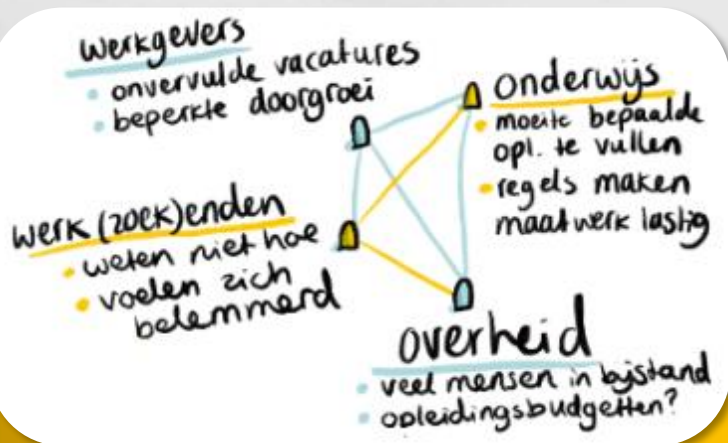 werkgevers
onvervulde vacatures
beperkte doorgroei
onderwijs
moeite bepaalde
opl. te vullen
regels maken
maatwerk lastig
werk(zoek)enden
weten niet hoe
voelen zich
belemmerd
overheid
veel mensen in bijstand
opleidingsbudgetten?